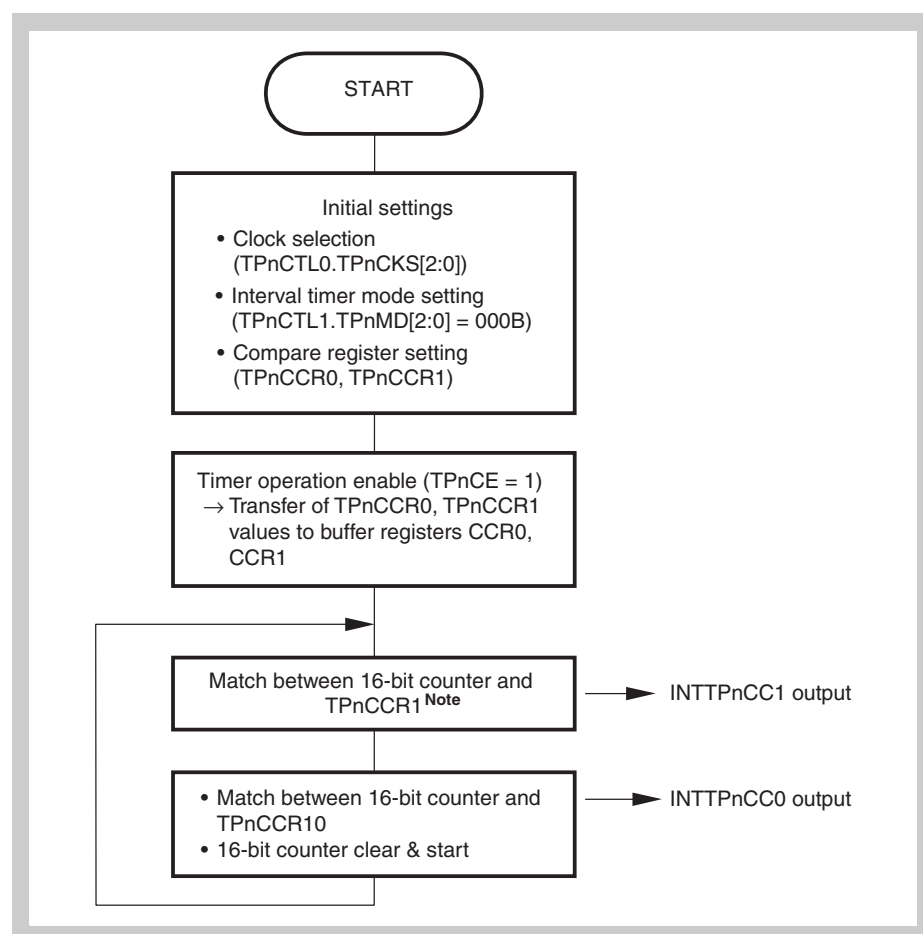 START
Initial settings
• Clock selection
(TPnCTL0.TPnCKS[2:0])
• Interval timer mode setting
(TPnCTL1.TPnMD[2:0] = 000B)
• Compare register setting
(TPnCCR0, TPnCCR1)
Timer operation enable (TPnCE = 1)
→ Transfer of TPnCCR0, TPnCCR1
values to buffer registers CCR0,
CCR1
Match between 16-bit counter and
TPnCCR1 Note
INTTPnCC1 output
• Match between 16-bit counter and
TPnCCR10
• 16-bit counter clear & start
INTTPnCC0 output